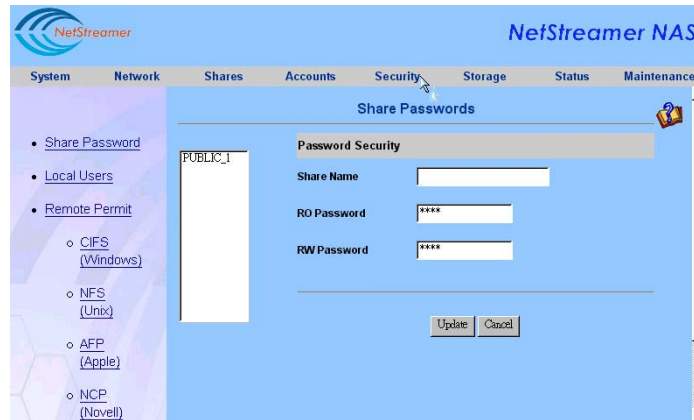 NetStreamer
NetStreamer NAS
System Network Shares Accounts Security Storage Status Maintenance
Share Passwords
Share Password
Local Users
Remote Permit
CIFS
(Windows)
NFS
(Unix)
AFP
(Apple)
NCP
(Novell)
PUBLIC_1
Password Security
Share Name
RO Password ****
RW Password ****
Update Cancel